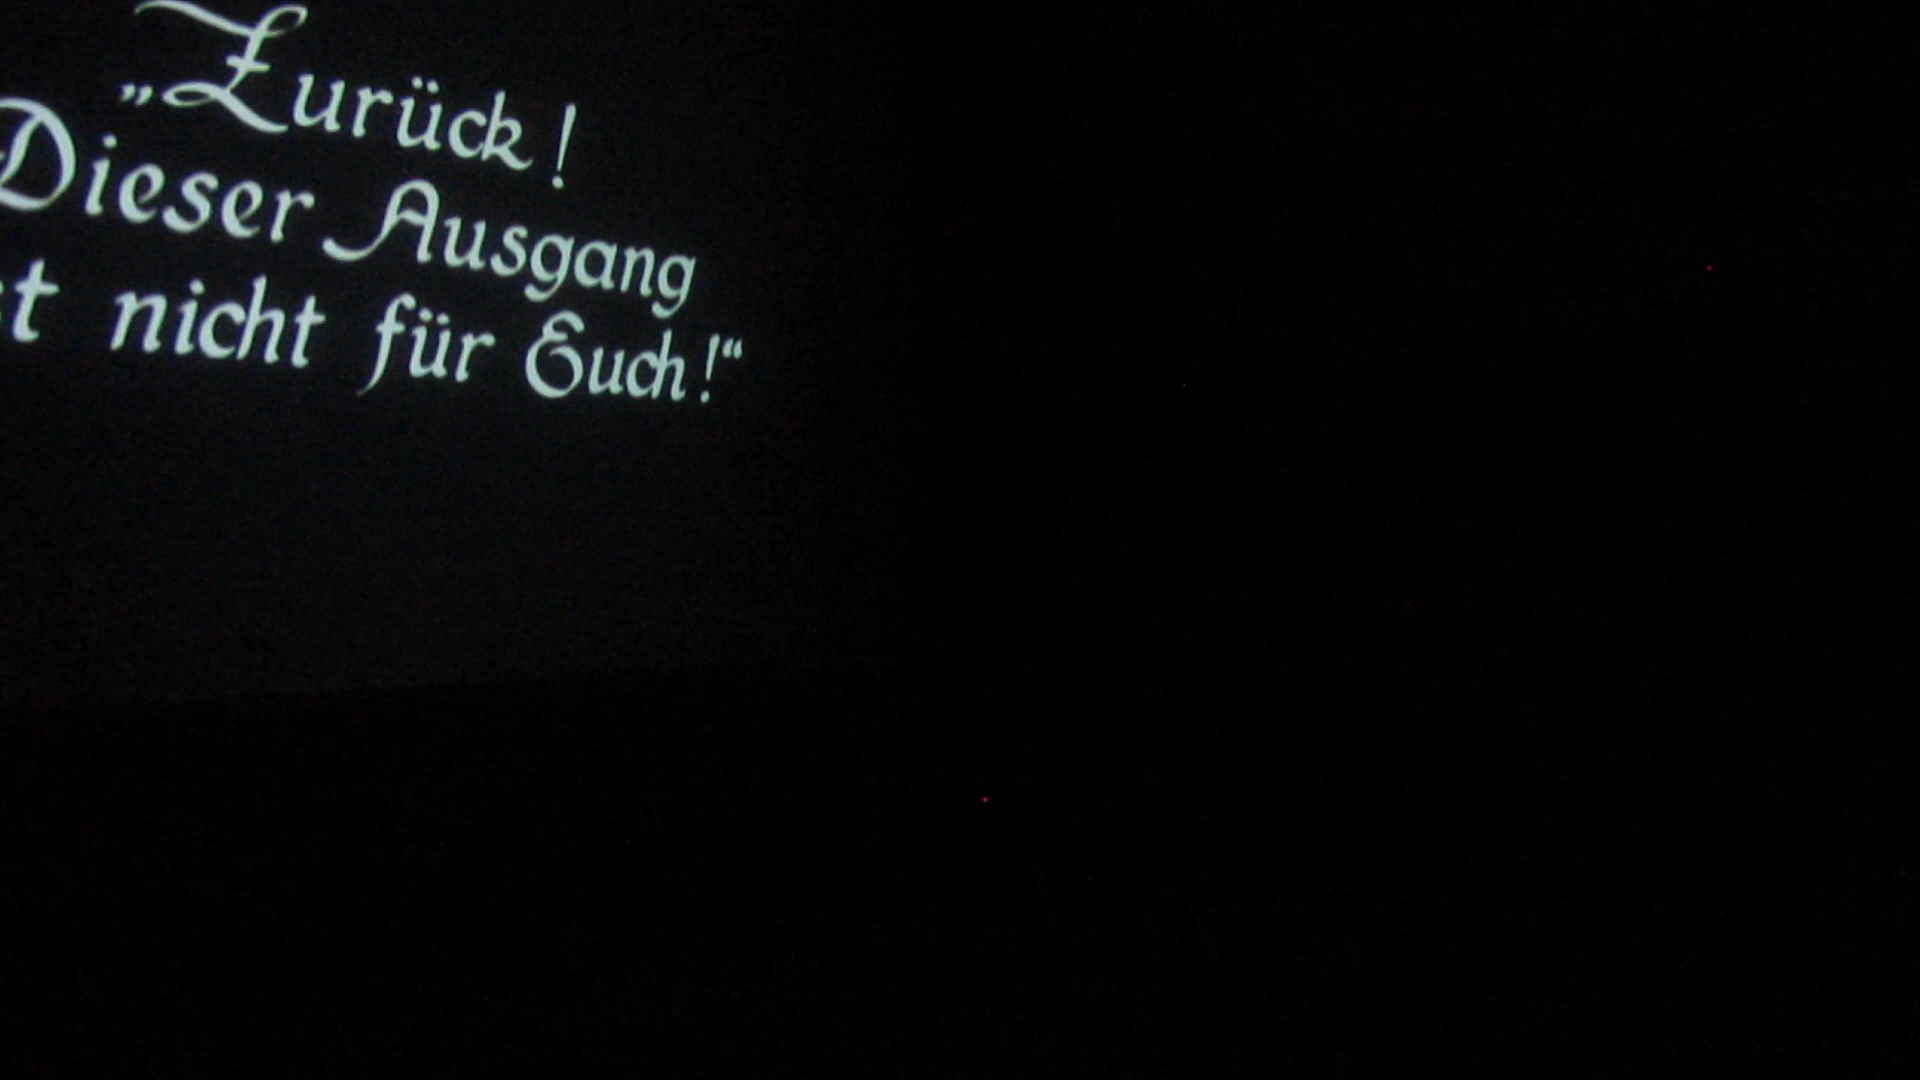 „Zurück!
Dieser Ausgang
t nicht für Euch!“